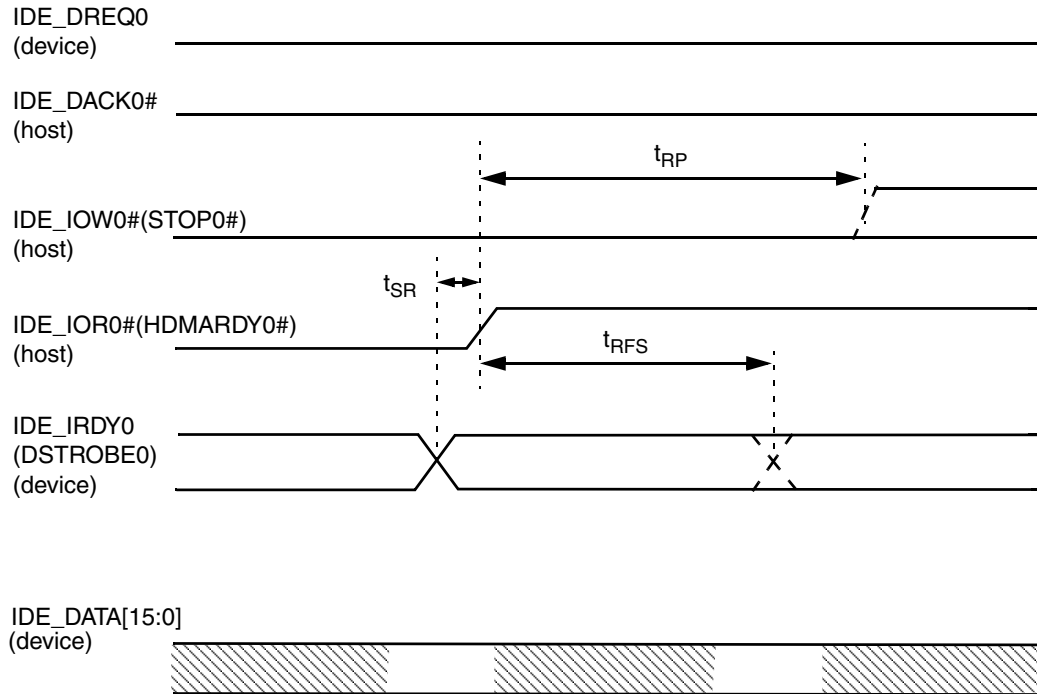 IDE_DREQ0
(device)
IDE_DACK0#
(host)
tRP
IDE_IOW0#(STOP0#)
(host)
tSR
IDE_IOR0#(HDMARDY0#)
(host)
tRFS
IDE_IRDY0
(DSTROBE0)
(device)
IDE_DATA[15:0]
(device)